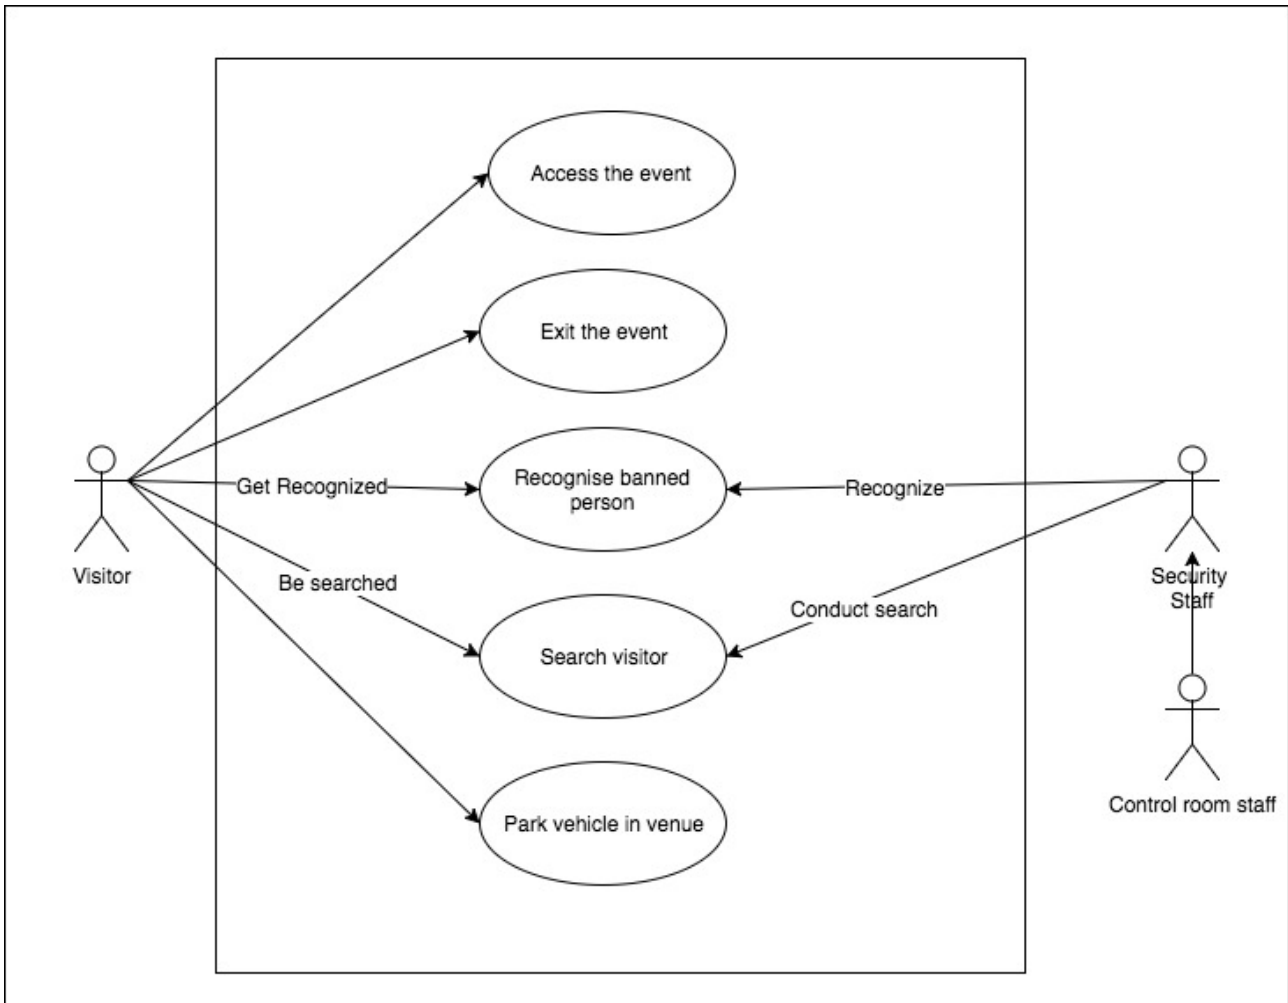 Access the event
Exit the event
Get Recognized
Recognise banned
person
Recognize
Visitor
Be searched
Security
Staff
Conduct search
Search visitor
Control room staff
Park vehicle in venue